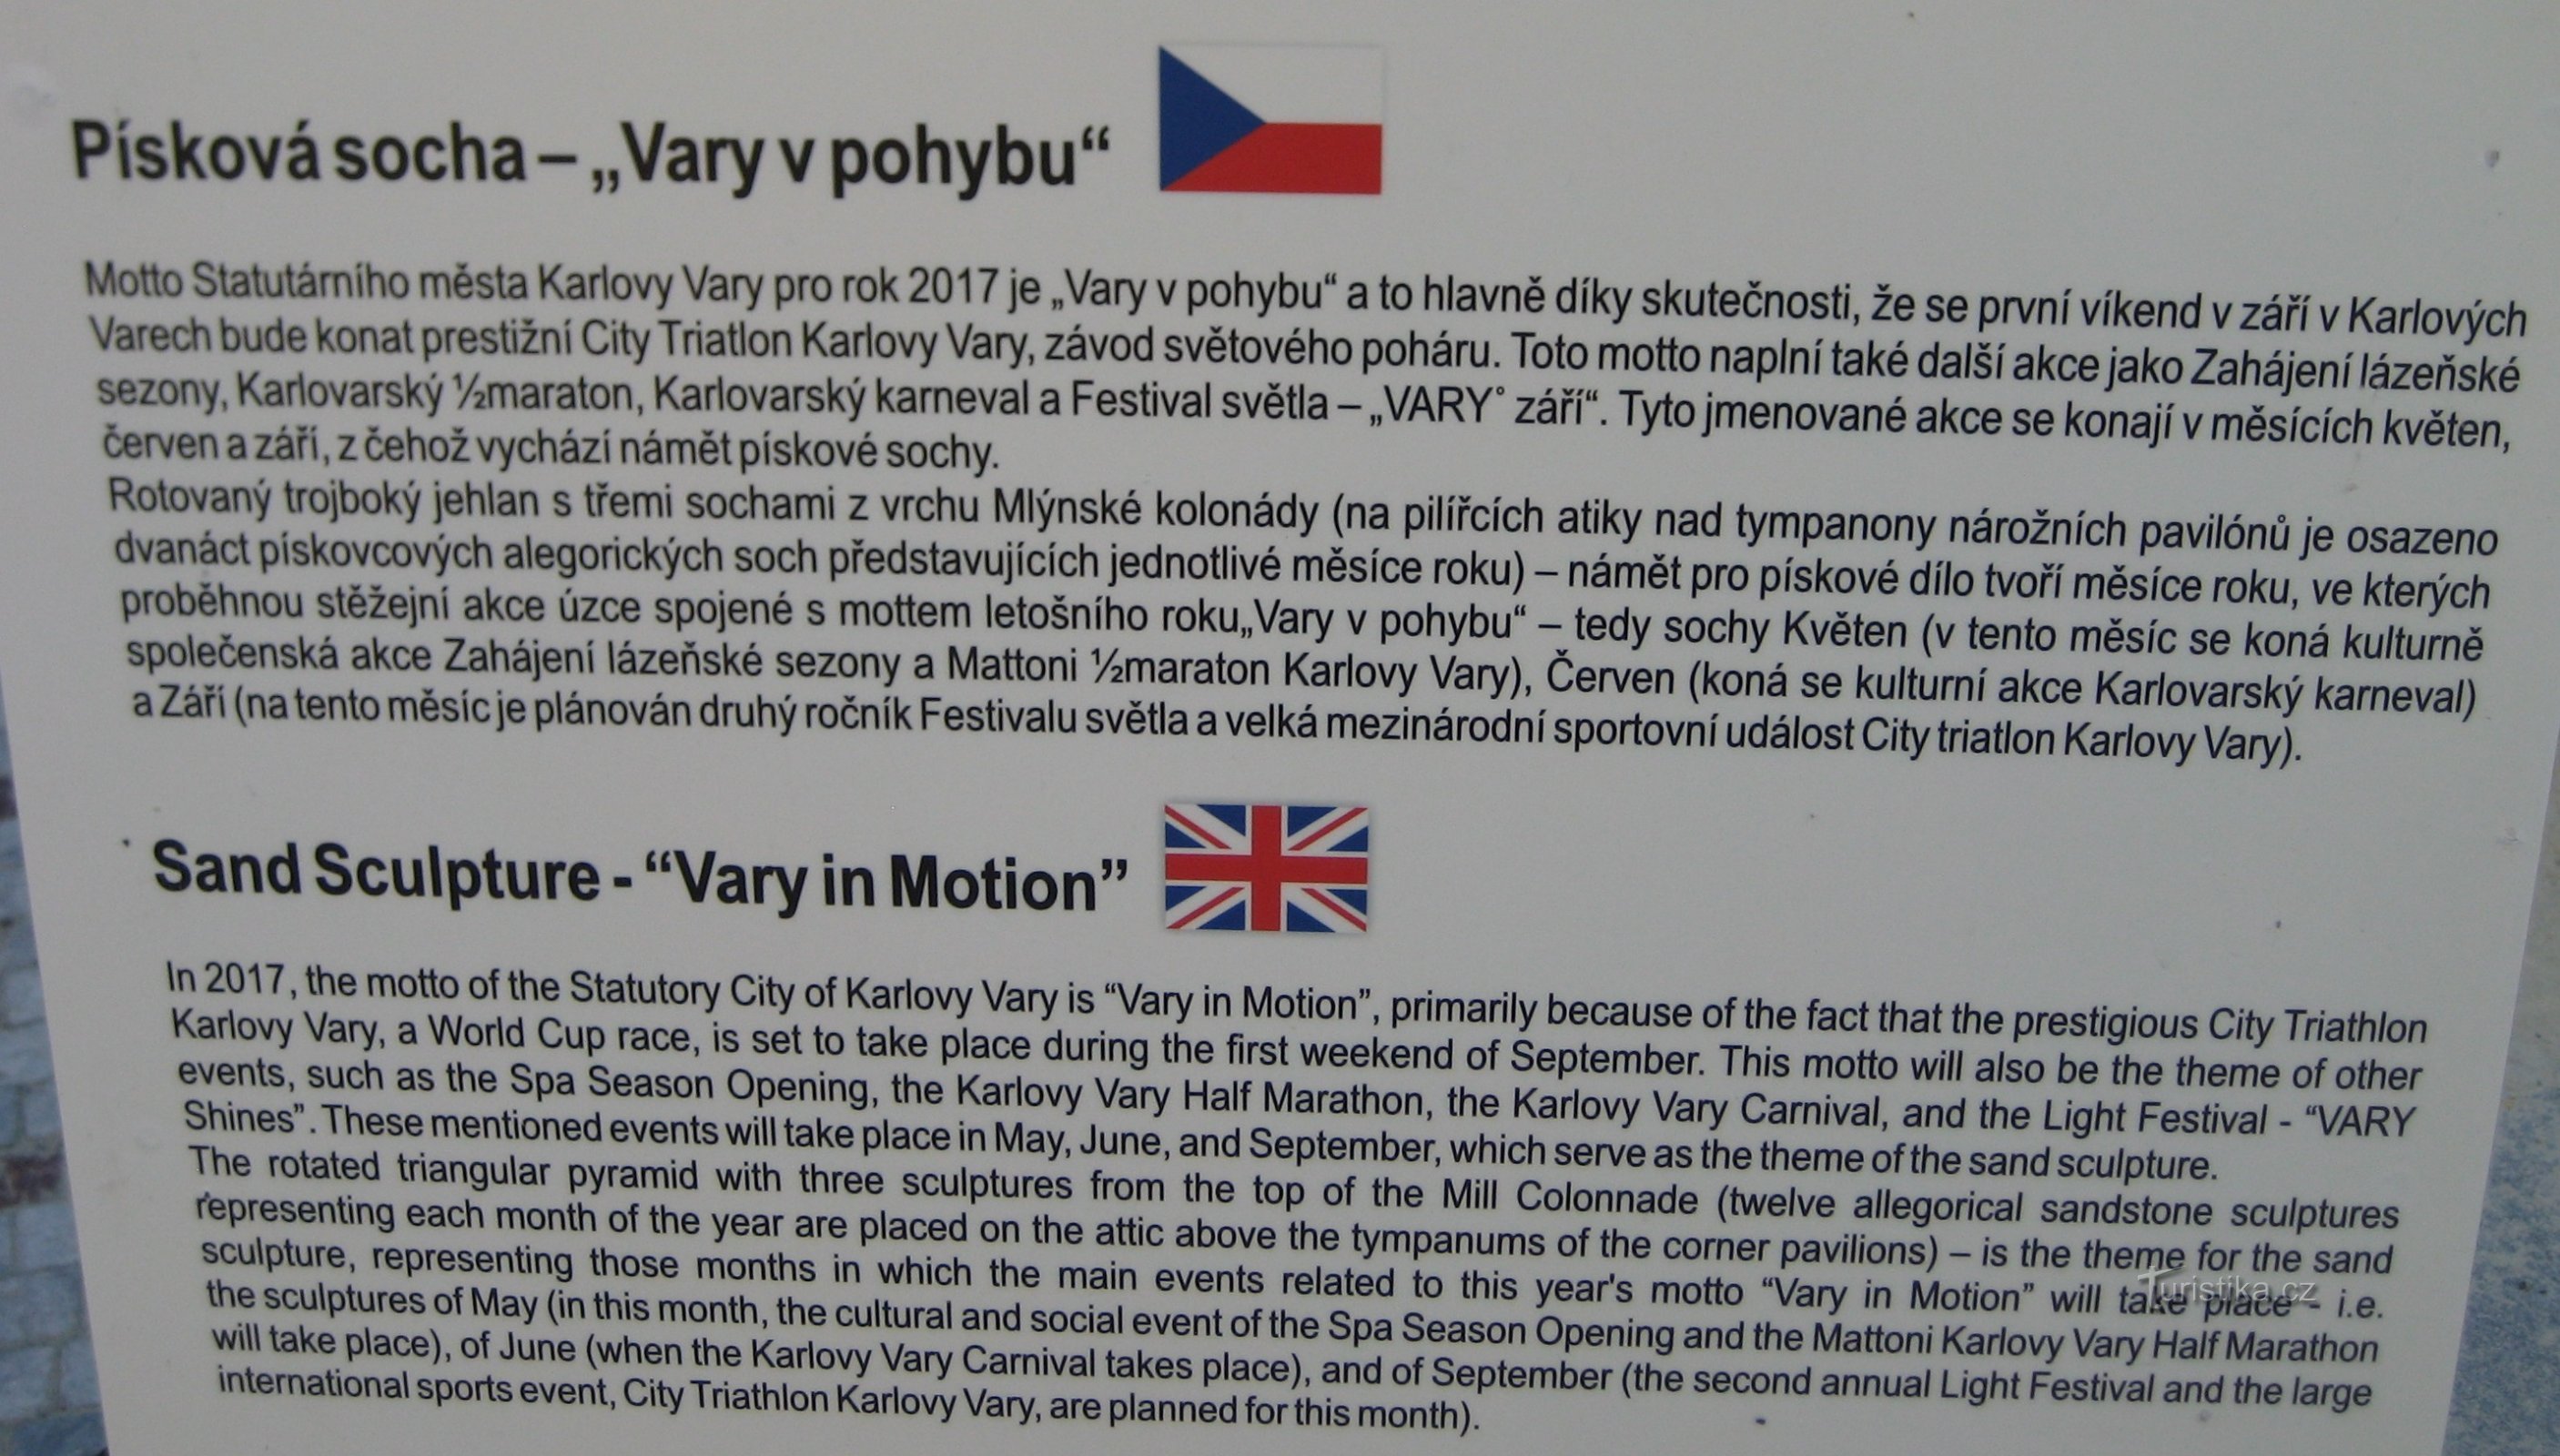 Písková socha – „Vary v pohybu“
Motto Statutárního města Karlovy Vary pro rok 2017 je „Vary v pohybu“ a to hlavně díky skutečnosti, že se první víkend v září v Karlových
Varech bude konat prestižní City Triatlon Karlovy Vary, závod světového poháru. Toto motto naplní také další akce jako Zahájení lázeňské
sezony, Karlovarský ½maraton, Karlovarský karneval a Festival světla – „VARY° září“. Tyto jmenované akce se konají v měsících květen,
červen a září, z čehož vychází námět pískové sochy.
Rotovaný trojboký jehlan s třemi sochami z vrchu Mlýnské kolonády (na pilířcích atiky nad tympanony nárožních pavilónů je osazeno
dvanáct pískovcových alegorických soch představujících jednotlivé měsíce roku) – námět pro pískové dílo tvoří měsíce roku, ve kterých
proběhnou stěžejní akce úzce spojené s mottem letošního roku„Vary v pohybu“ – tedy sochy Květen (v tento měsíc se koná kulturně
společenská akce Zahájení lázeňské sezony a Mattoni ½maraton Karlovy Vary), Červen (koná se kulturní akce Karlovarský karneval)
a Září (na tento měsíc je plánován druhý ročník Festivalu světla a velká mezinárodní sportovní událost City triatlon Karlovy Vary).
Sand Sculpture - “Vary in Motion”
In 2017, the motto of the Statutory City of Karlovy Vary is “Vary in Motion”, primarily because of the fact that the prestigious City Triathlon
Karlovy Vary, a World Cup race, is set to take place during the first weekend of September. This motto will also be the theme of other
events, such as the Spa Season Opening, the Karlovy Vary Half Marathon, the Karlovy Vary Carnival, and the Light Festival - “VARY
Shines”. These mentioned events will take place in May, June, and September, which serve as the theme of the sand sculpture.
The rotated triangular pyramid with three sculptures from the top of the Mill Colonnade (twelve allegorical sandstone sculptures
representing each month of the year are placed on the attic above the tympanums of the corner pavilions) – is the theme for the sand
sculpture, representing those months in which the main events related to this year's motto “Vary in Motion” will take place - i.e.
the sculptures of May (in this month, the cultural and social event of the Spa Season Opening and the Mattoni Karlovy Vary Half Marathon
will take place), of June (when the Karlovy Vary Carnival takes place), and of September (the second annual Light Festival and the large
international sports event, City Triathlon Karlovy Vary, are planned for this month).
Turistika.cz